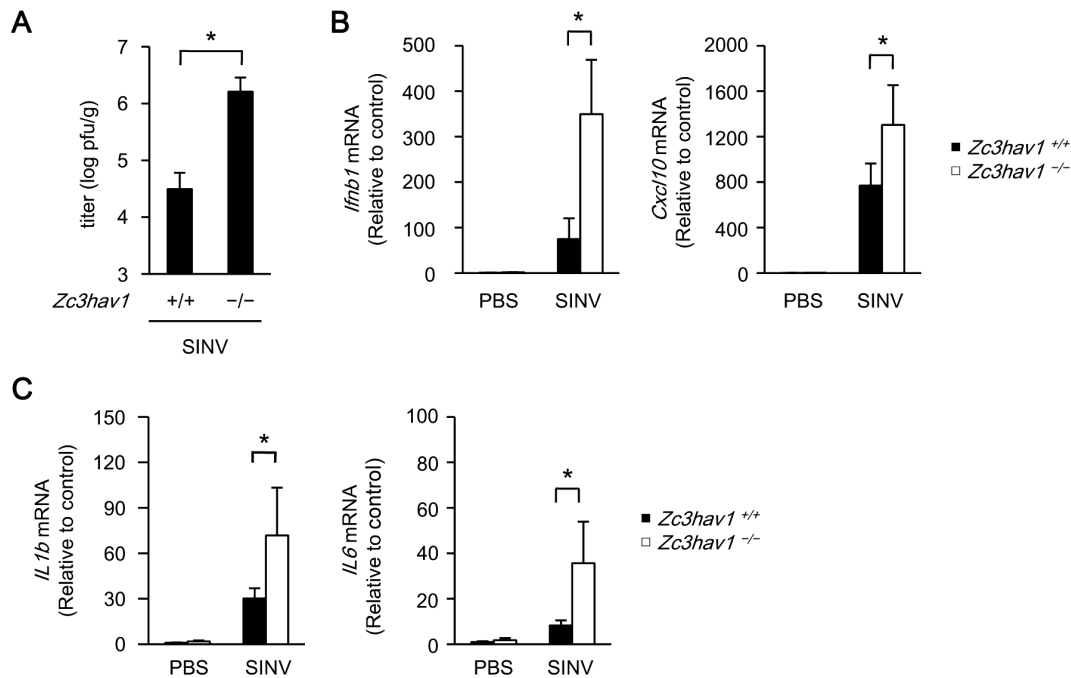 A
*
titer (log pfu/g)
7
6
5
4
3
Zc3hav1
+/+ −/−
SINV
B
*
Ifnb1 mRNA
(Relative to control)
500
400
300
200
100
0
PBS SINV
*
Cxcl10 mRNA
(Relative to control)
2000
1600
1200
800
400
0
PBS SINV
Zc3hav1 +/+
Zc3hav1 −/−
C
*
IL1b mRNA
(Relative to control)
150
120
90
60
30
0
PBS SINV
*
IL6 mRNA
(Relative to control)
100
80
60
40
20
0
PBS SINV
Zc3hav1 +/+
Zc3hav1 −/−